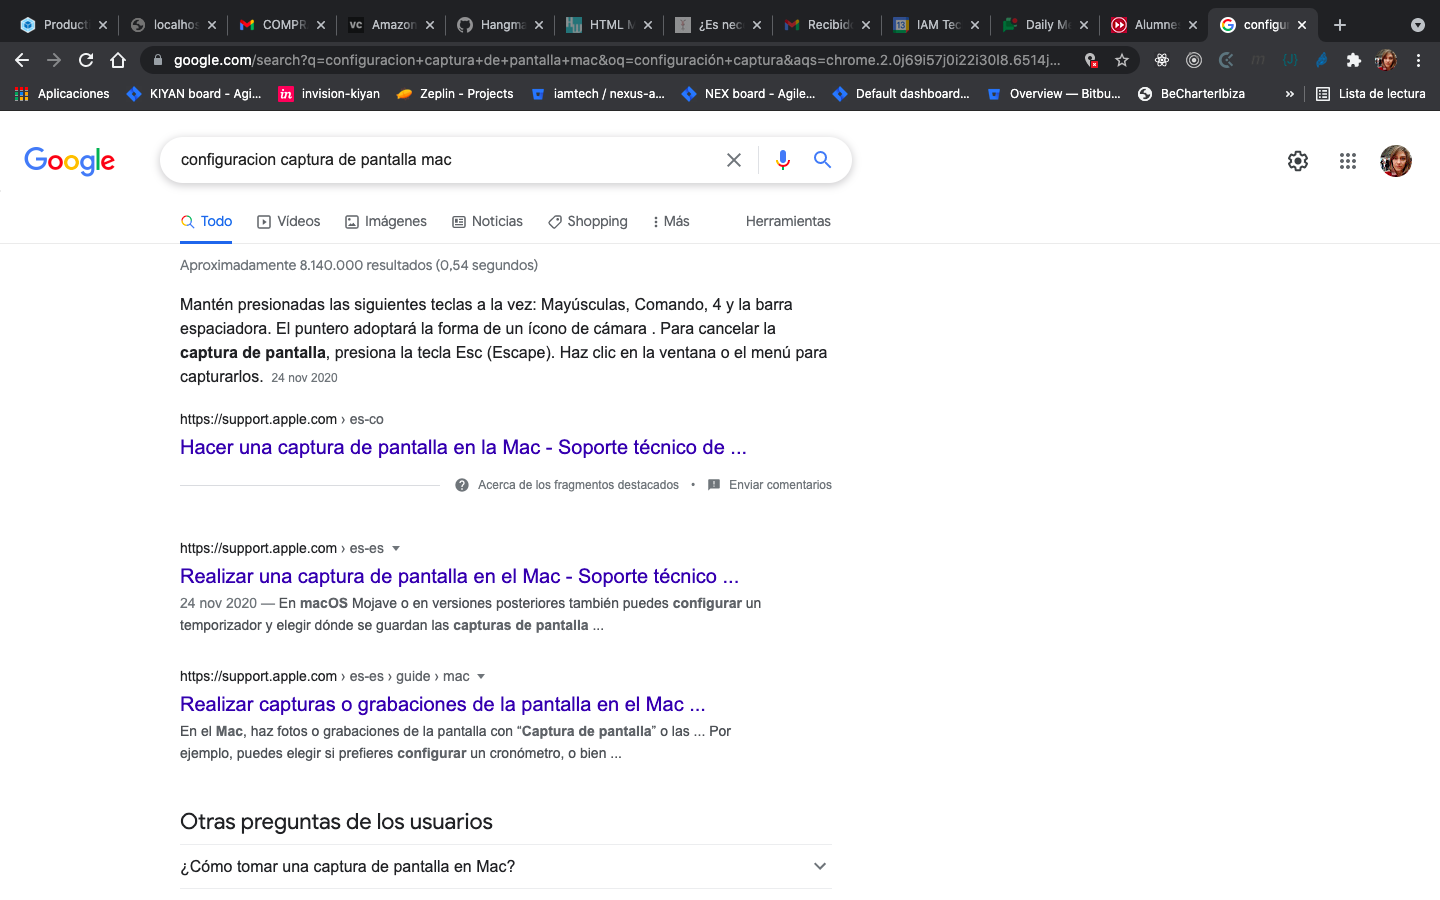 Product
localhos
COMPR
Amazon
Hangma
HTML M
¿Es nec
Recibido
IAM Tec
Daily Me
Alumne
configur
google.com/search?q=configuracion+captura+de+pantalla+mac&oq=configuración+captura&aqs=chrome.2.0j69i57j0i22i30l8.6514j...
Aplicaciones
KIYAN board - Agi...
invision-kiyan
Zeplin - Projects
iamtech / nexus-a...
NEX board - Agile...
Default dashboard...
Overview — Bitbu...
BeCharterIbiza
»
Lista de lectura
Google
configuracion captura de pantalla mac
Todo
Vídeos
Imágenes
Noticias
Shopping
Más
Herramientas
Aproximadamente 8.140.000 resultados (0,54 segundos)
Mantén presionadas las siguientes teclas a la vez: Mayúsculas, Comando, 4 y la barra
espaciadora. El puntero adoptará la forma de un ícono de cámara . Para cancelar la
captura de pantalla, presiona la tecla Esc (Escape). Haz clic en la ventana o el menú para
capturarlos. 24 nov 2020
https://support.apple.com › es-co
Hacer una captura de pantalla en la Mac - Soporte técnico de ...
Acerca de los fragmentos destacados • Enviar comentarios
https://support.apple.com › es-es
Realizar una captura de pantalla en el Mac - Soporte técnico ...
24 nov 2020 — En macOS Mojave o en versiones posteriores también puedes configurar un
temporizador y elegir dónde se guardan las capturas de pantalla ...
https://support.apple.com › es-es › guide › mac
Realizar capturas o grabaciones de la pantalla en el Mac ...
En el Mac, haz fotos o grabaciones de la pantalla con “Captura de pantalla” o las ... Por
ejemplo, puedes elegir si prefieres configurar un cronómetro, o bien ...
Otras preguntas de los usuarios
¿Cómo tomar una captura de pantalla en Mac?